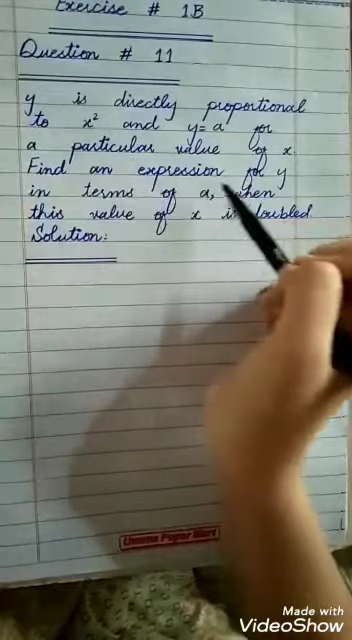 Exercise # 1B
Question # 11
y is directly proportional
to x² and y= a for
a particular value of x.
Find an expression for y
in terms of a, when
this value of x is doubled.
Solution:
Made with
VideoShow